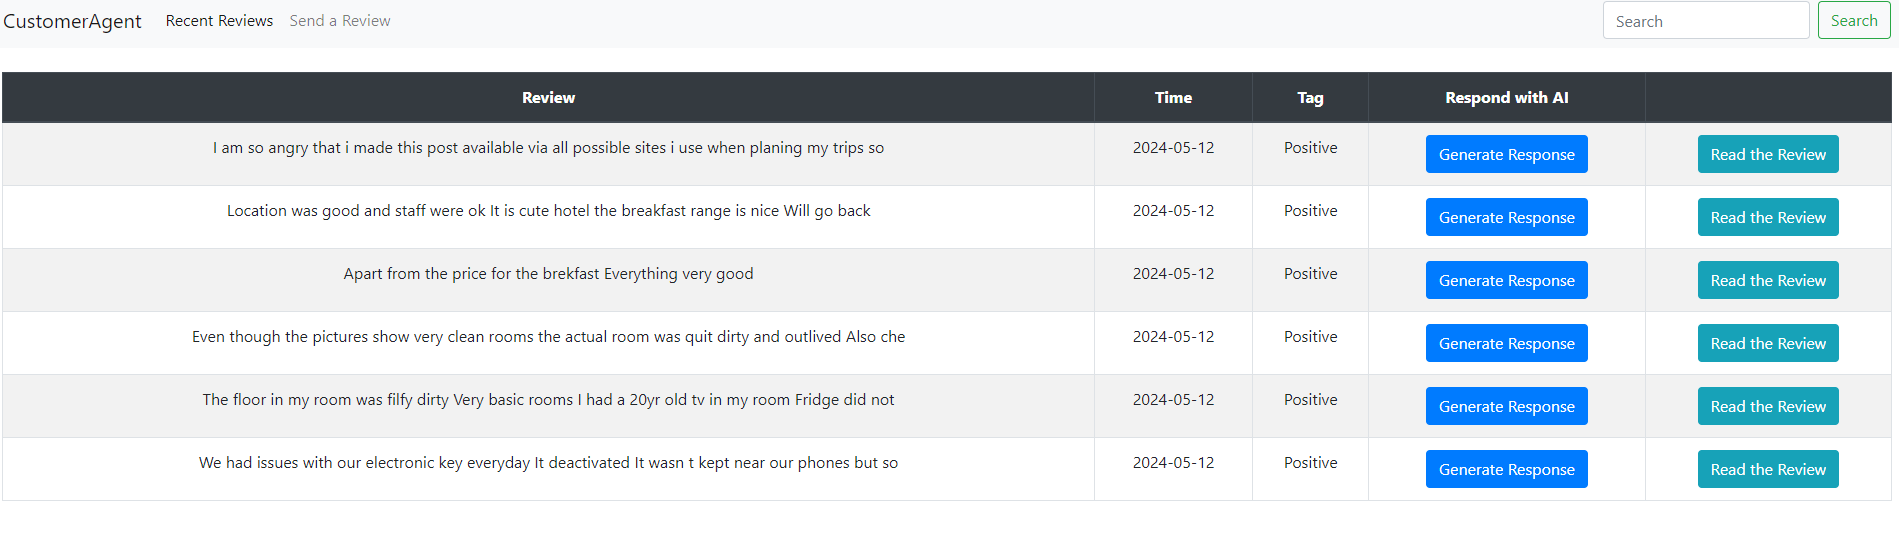 CustomerAgent Recent Reviews Send a Review Search Search
Review Time Tag Respond with AI
I am so angry that i made this post available via all possible sites i use when planing my trips so 2024-05-12 Positive Generate Response Read the Review
Location was good and staff were ok It is cute hotel the breakfast range is nice Will go back 2024-05-12 Positive Generate Response Read the Review
Apart from the price for the brekfast Everything very good 2024-05-12 Positive Generate Response Read the Review
Even though the pictures show very clean rooms the actual room was quit dirty and outlived Also che 2024-05-12 Positive Generate Response Read the Review
The floor in my room was filfy dirty Very basic rooms I had a 20yr old tv in my room Fridge did not 2024-05-12 Positive Generate Response Read the Review
We had issues with our electronic key everyday It deactivated It wasn t kept near our phones but so 2024-05-12 Positive Generate Response Read the Review